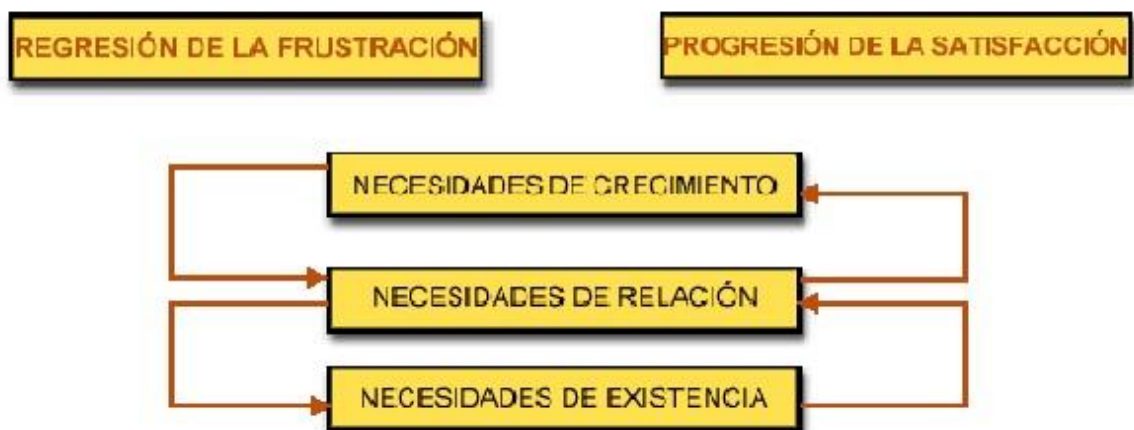 REGRESIÓN DE LA FRUSTRACIÓN
PROGRESIÓN DE LA SATISFACCIÓN
NECESIDADES DE CRECIMIENTO
NECESIDADES DE RELACIÓN
NECESIDADES DE EXISTENCIA